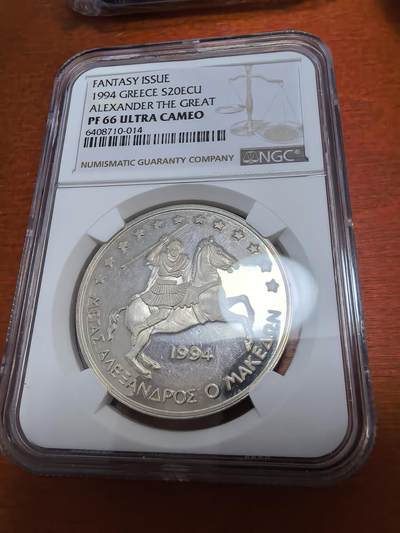 FANTASY ISSUE
1994 GREECE S20ECU
ALEXANDER THE GREAT
PF 66 ULTRA CAMEO
6408710-014
NUMISMATIC GUARANTY COMPANY
NGC®
ΜΕΓΑΣ ΑΛΕΞΑΝΔΡΟΣ Ο ΜΑΚΕΔΩΝ
1994